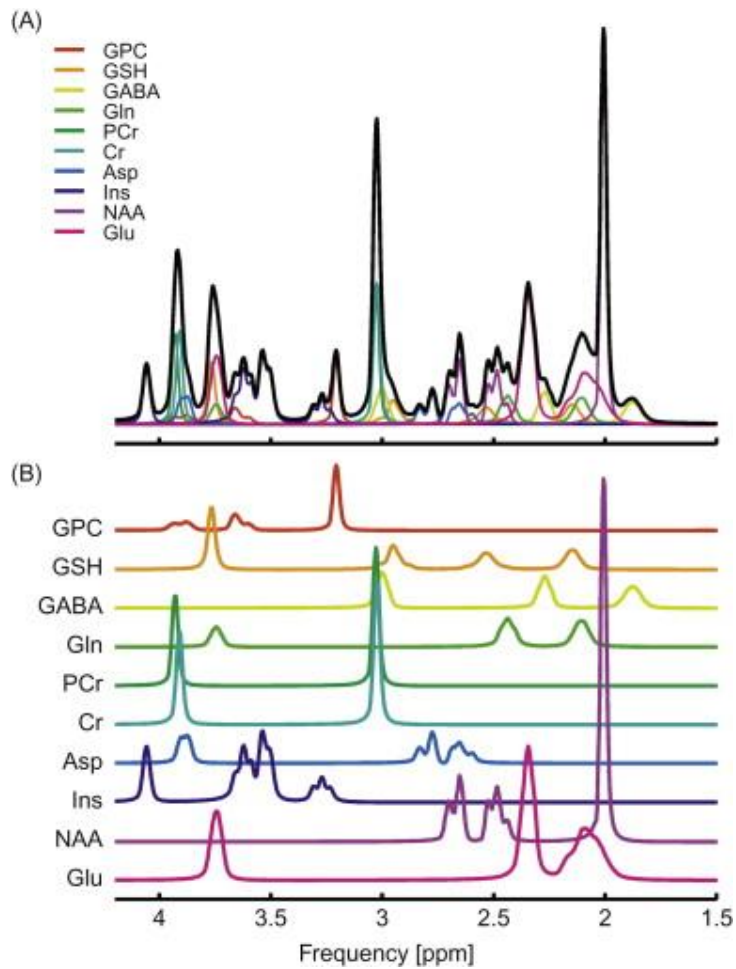 (A)
GPC
GSH
GABA
Gln
PCr
Cr
Asp
Ins
NAA
Glu
(B)
GPC
GSH
GABA
Gln
PCr
Cr
Asp
Ins
NAA
Glu
4 3.5 3 2.5 2 1.5
Frequency [ppm]